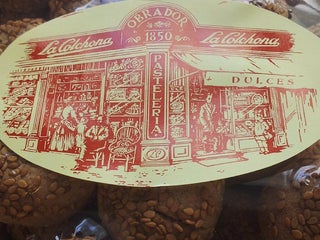 OBRADOR
La Colchona 1850 La Colchona
PASTELERIA
DULCES